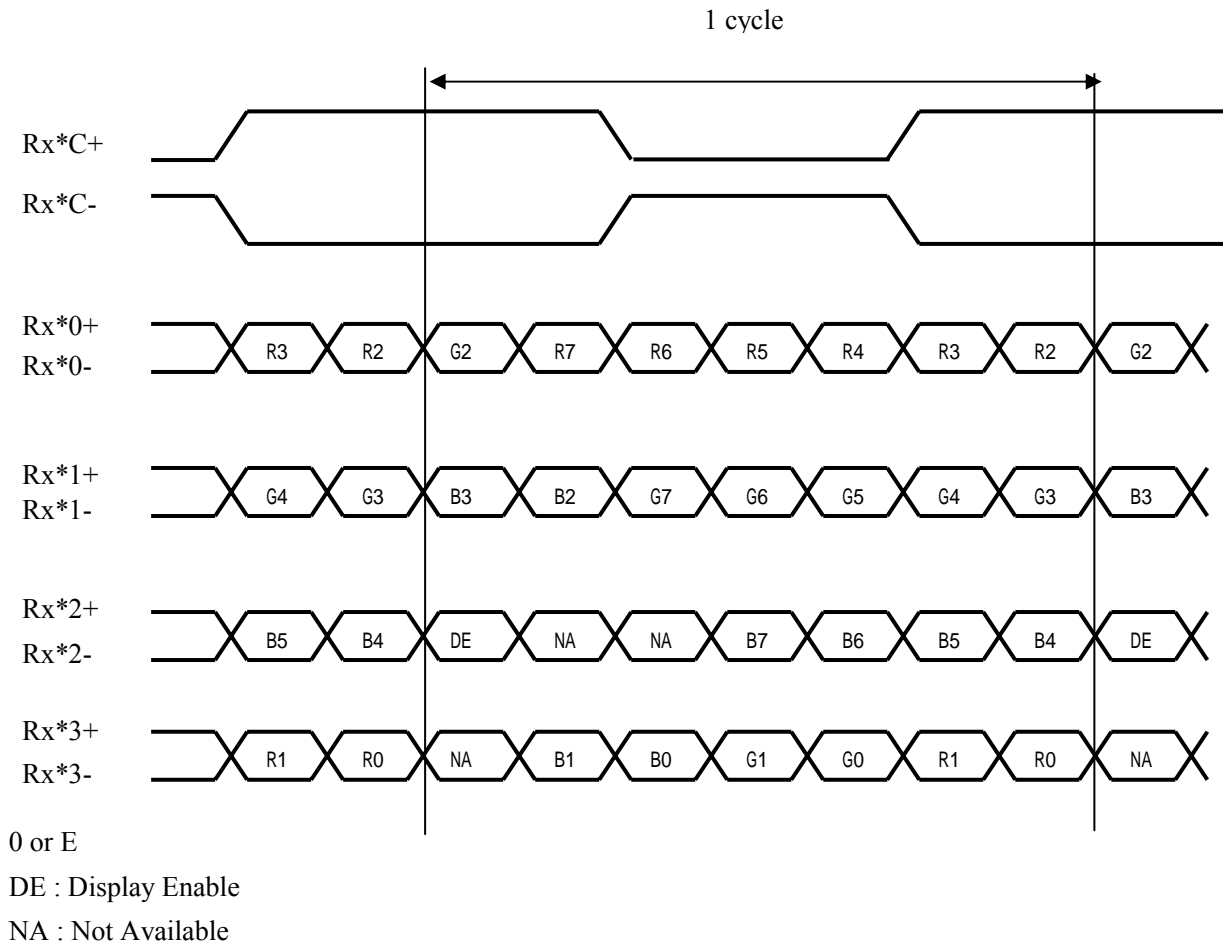 1 cycle
Rx*C+
Rx*C-
Rx*0+
Rx*0-
R3 R2 G2 R7 R6 R5 R4 R3 R2 G2
Rx*1+
Rx*1-
G4 G3 B3 B2 G7 G6 G5 G4 G3 B3
Rx*2+
Rx*2-
B5 B4 DE NA NA B7 B6 B5 B4 DE
Rx*3+
Rx*3-
R1 R0 NA B1 B0 G1 G0 R1 R0 NA
0 or E
DE : Display Enable
NA : Not Available